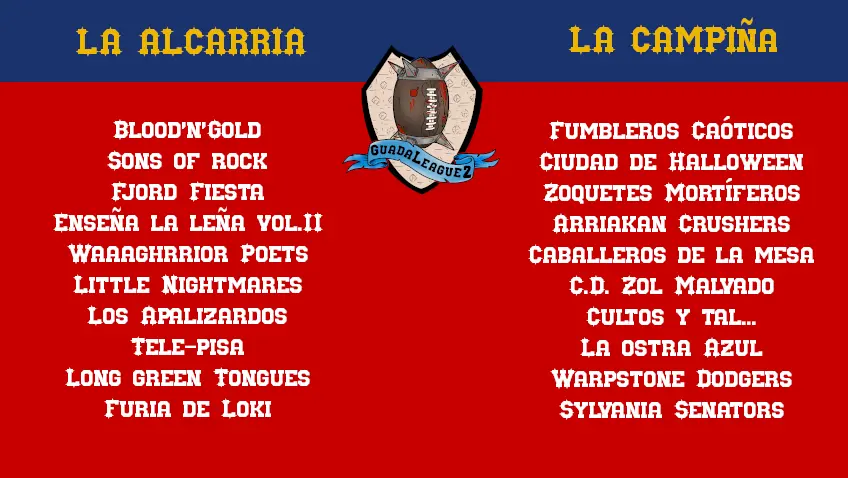 La Alcarria
Blood'n'Gold
Sons of rock
Fjord Fiesta
Enseña la leña vol.II
Waaaghrrior Poets
Little Nightmares
Los Apalizardos
Tele-pisa
Long green Tongues
Furia de Loki
GuadaLeague2
La Campiña
Fumbleros Caóticos
Ciudad de Halloween
Zoquetes Mortíferos
Arriakan Crushers
Caballeros de la mesa
C.D. Zol Malvado
Cultos y tal...
La ostra Azul
Warpstone Dodgers
Sylvania Senators